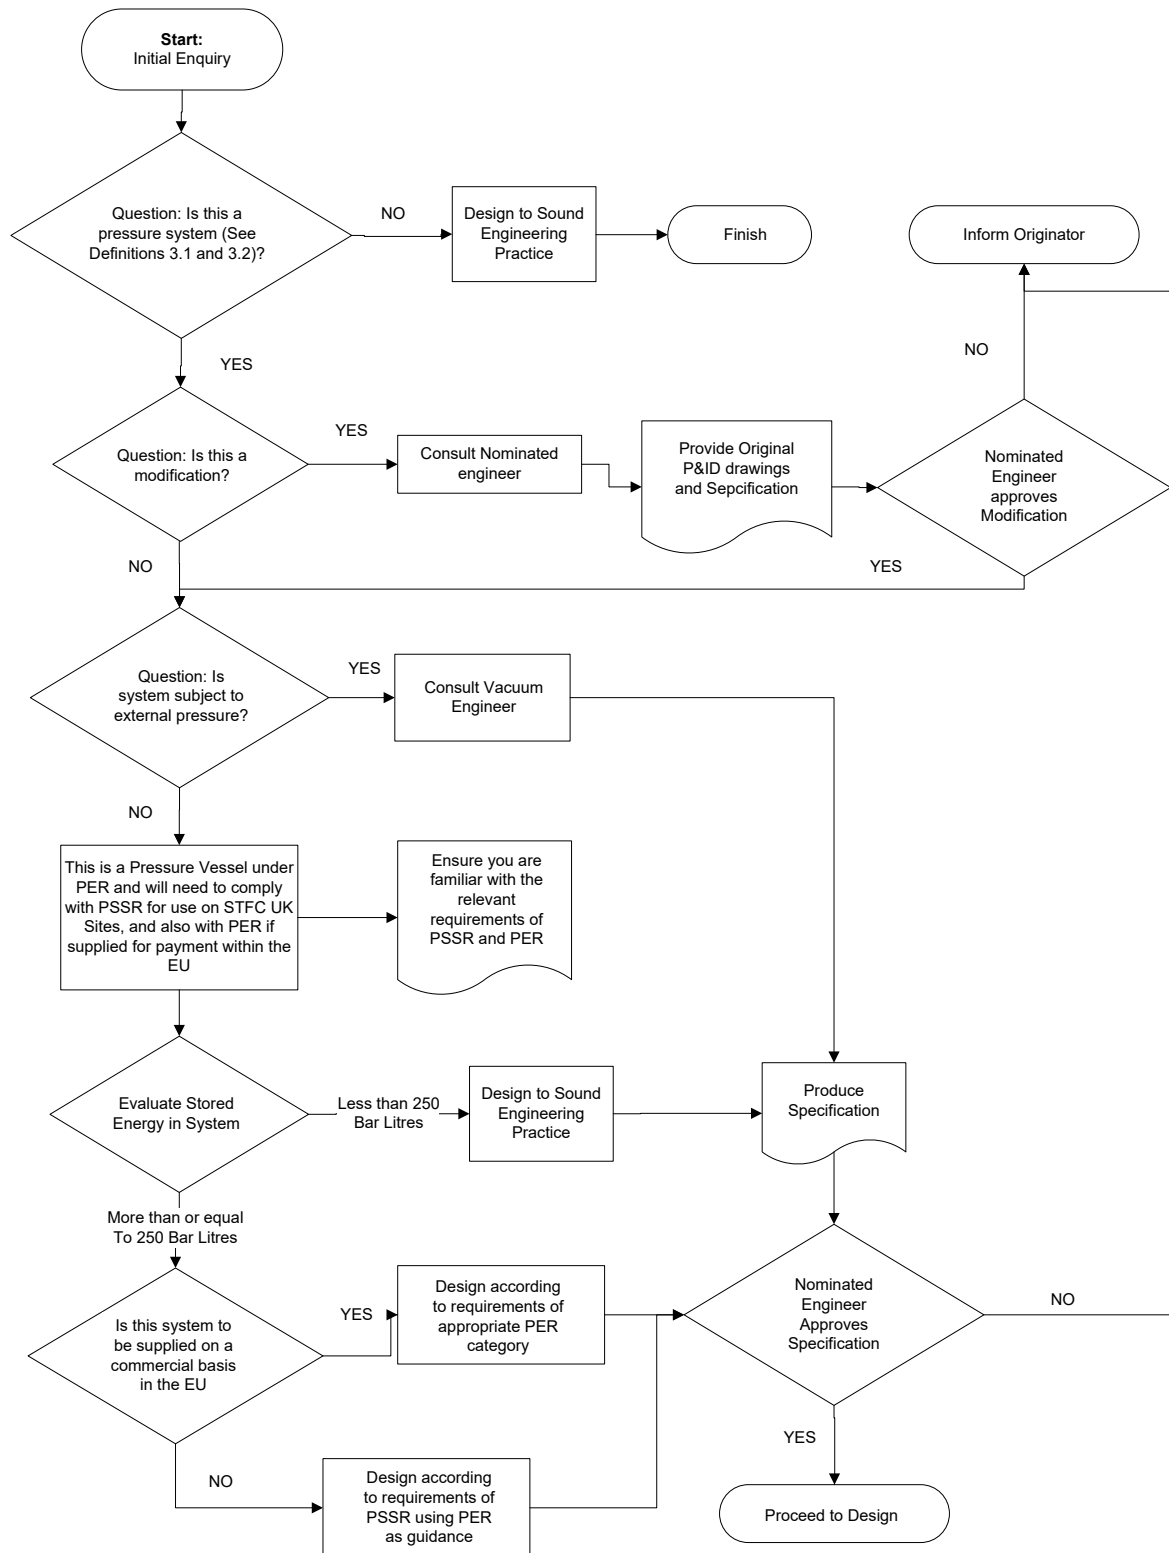 Start:
Initial Enquiry
Question: Is this a
pressure system (See
Definitions 3.1 and 3.2)?
NO
Design to Sound
Engineering
Practice
Finish
Inform Originator
YES
NO
Question: Is this a
modification?
YES
Consult Nominated
engineer
Provide Original
P&ID drawings
and Sepcification
Nominated
Engineer
approves
Modification
NO
YES
Question: Is
system subject to
external pressure?
YES
Consult Vacuum
Engineer
NO
This is a Pressure Vessel under
PER and will need to comply
with PSSR for use on STFC UK
Sites, and also with PER if
supplied for payment within the
EU
Ensure you are
familiar with the
relevant
requirements of
PSSR and PER
Evaluate Stored
Energy in System
Less than 250
Bar Litres
Design to Sound
Engineering
Practice
Produce
Specification
More than or equal
To 250 Bar Litres
Is this system to
be supplied on a
commercial basis
in the EU
YES
Design according
to requirements of
appropriate PER
category
Nominated
Engineer
Approves
Specification
NO
NO
Design according
to requirements of
PSSR using PER
as guidance
YES
Proceed to Design